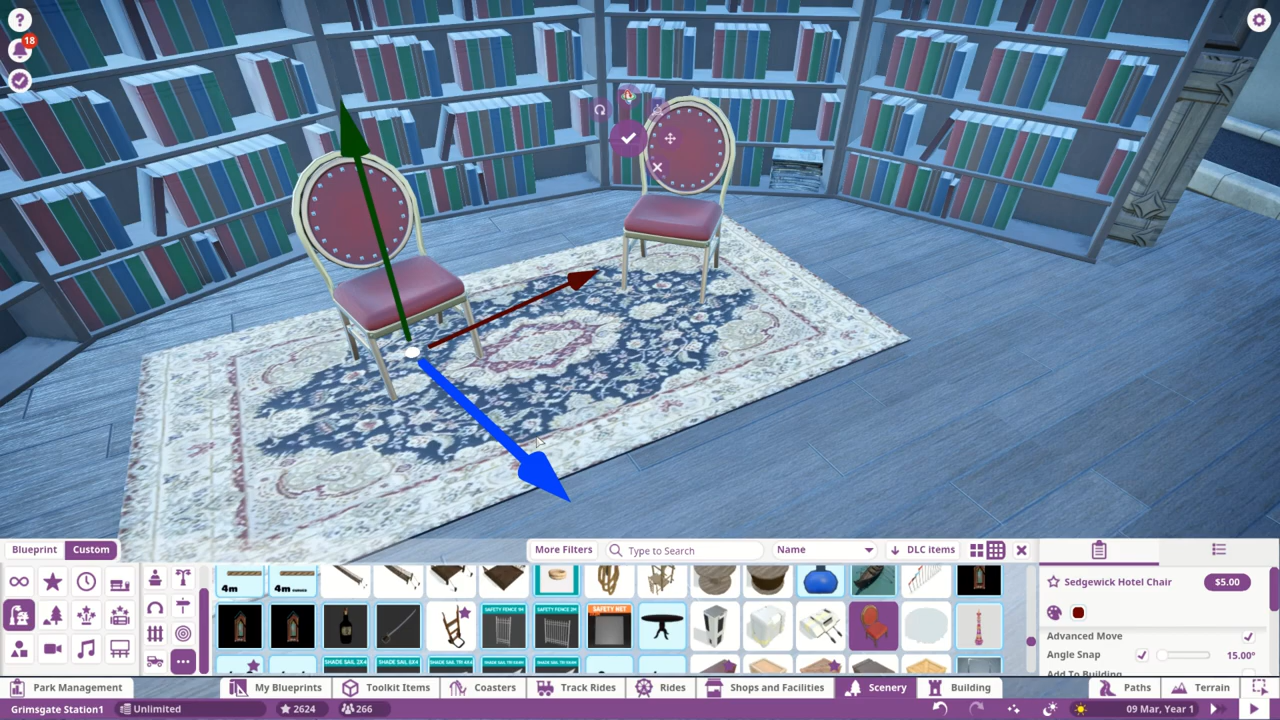 ?
18
Blueprint
Custom
More Filters
Type to Search
Name
DLC items
4m
4m
Sedgewick Hotel Chair
$5.00
SAFETY FENCE 1M
SAFETY FENCE 2M
SAFETY NET
Advanced Move
Angle Snap
15.00°
SHADE SAIL 2X4
Park Management
My Blueprints
Toolkit Items
Coasters
Track Rides
Rides
Shops and Facilities
Scenery
Building
Paths
Terrain
Grimsgate Station1
Unlimited
2624
266
09 Mar, Year 1